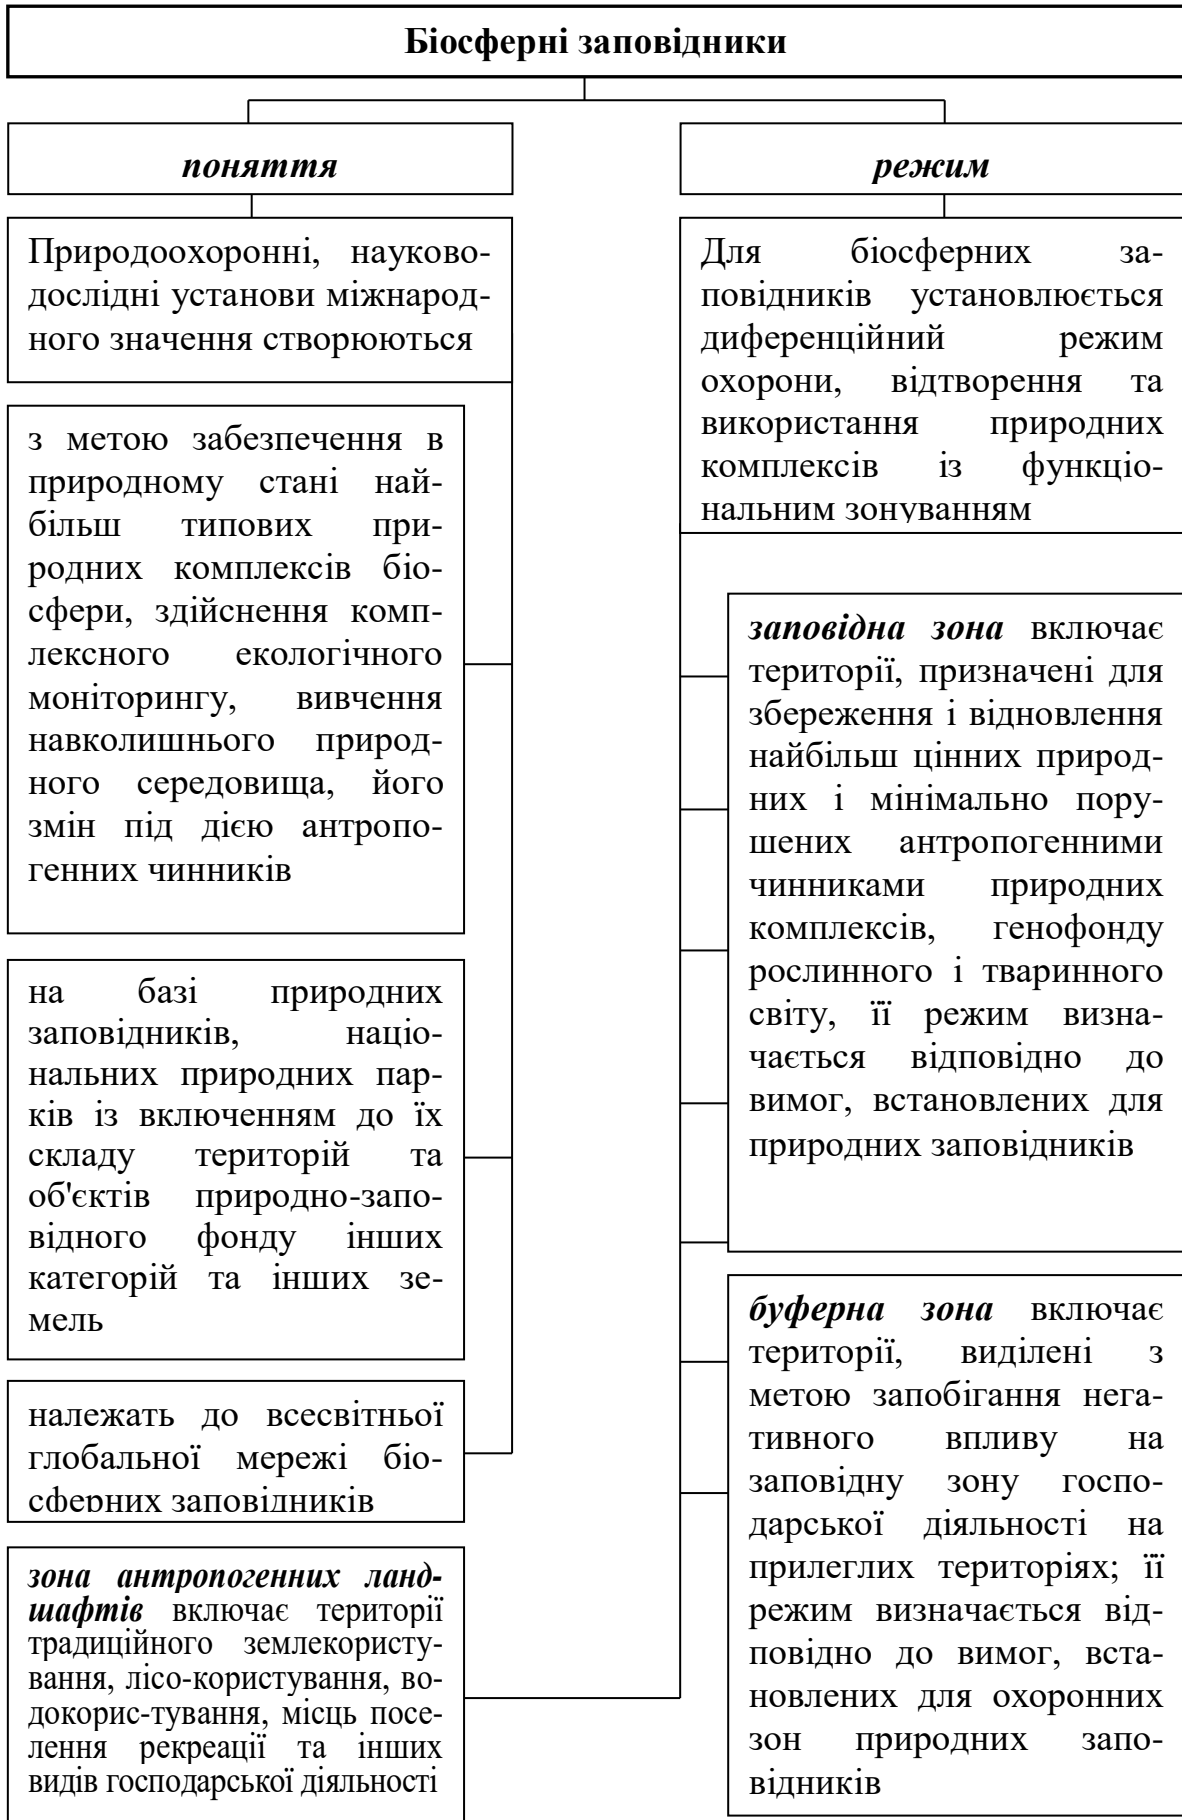 Біосферні заповідники
поняття
Природоохоронні, науково-
дослідні установи міжнарод-
ного значення створюються
з метою забезпечення в
природному стані най-
більш типових при-
родних комплексів біо-
сфери, здійснення комп-
лексного екологічного
моніторингу, вивчення
навколишнього природ-
ного середовища, його
змін під дією антропо-
генних чинників
на базі природних
заповідників, націо-
нальних природних пар-
ків із включенням до їх
складу територій та
об'єктів природно-запо-
відного фонду інших
категорій та інших зе-
мель
належать до всесвітньої
глобальної мережі біо-
сферних заповідників
режим
Для біосферних за-
повідників установлюється
диференційний режим
охорони, відтворення та
використання природних
комплексів із функціо-
нальним зонуванням
заповідна зона включає
території, призначені для
збереження і відновлення
найбільш цінних природ-
них і мінімально пору-
шених антропогенними
чинниками природних
комплексів, генофонду
рослинного і тваринного
світу, її режим визна-
чається відповідно до
вимог, встановлених для
природних заповідників
буферна зона включає
території, виділені з
метою запобігання нега-
тивного впливу на
заповідну зону госпо-
дарської діяльності на
прилеглих територіях; її
режим визначається від-
повідно до вимог, вста-
новлених для охоронних
зон природних запо-
відників
зона антропогенних ланд-
шафтів включає території
традиційного землекористу-
вання, лісо-користування, во-
докорис-тування, місць посе-
лення рекреації та інших
видів господарської діяльності